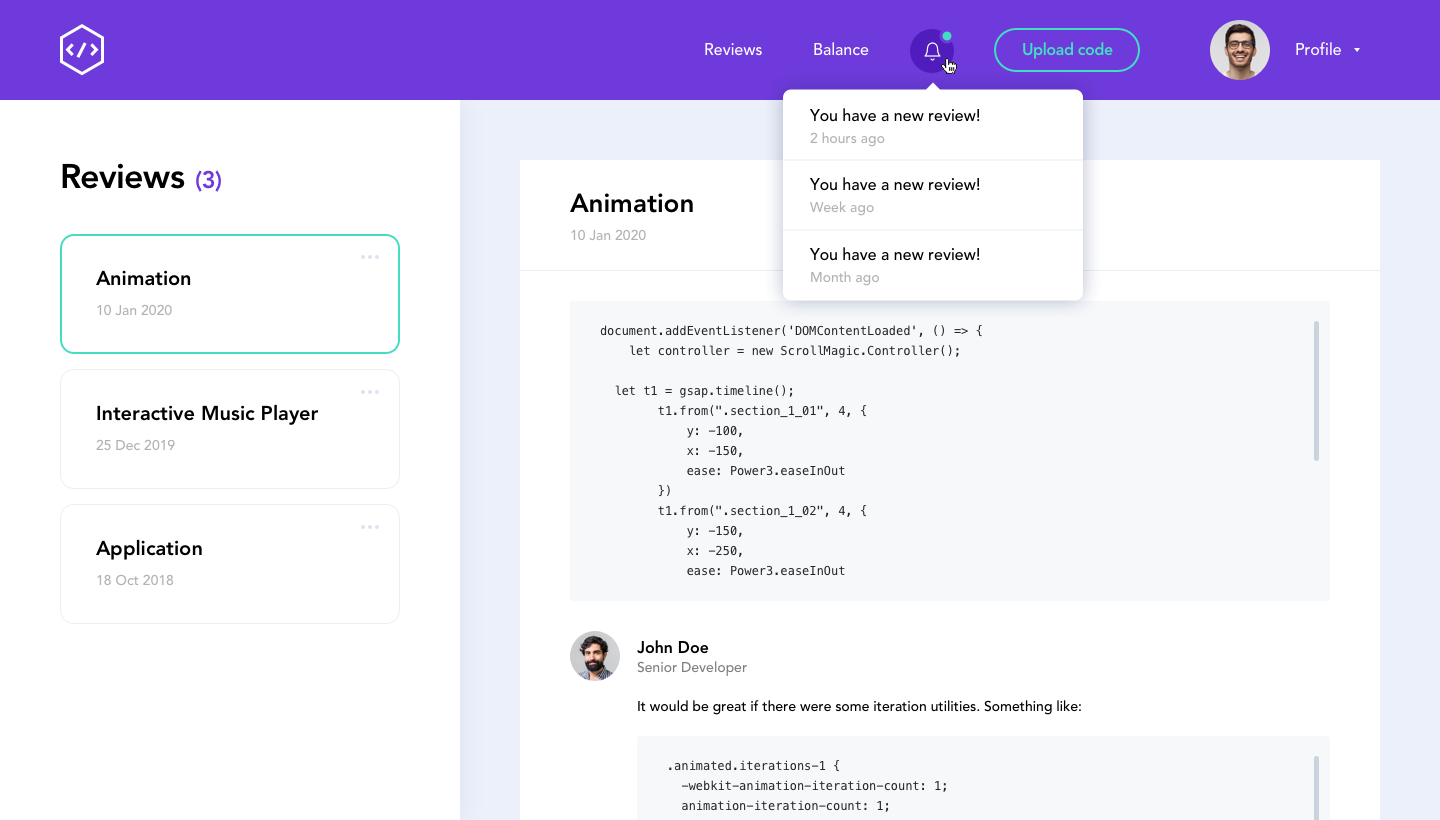 Reviews
Balance
Upload code
Profile
You have a new review!
2 hours ago
You have a new review!
Week ago
You have a new review!
Month ago
Reviews (3)
Animation
10 Jan 2020
Interactive Music Player
25 Dec 2019
Application
18 Oct 2018
Animation
10 Jan 2020
document.addEventListener('DOMContentLoaded', () => {
    let controller = new ScrollMagic.Controller();
  let t1 = gsap.timeline();
        t1.from(".section_1_01", 4, {
            y: -100,
            x: -150,
            ease: Power3.easeInOut
        })
        t1.from(".section_1_02", 4, {
            y: -150,
            x: -250,
            ease: Power3.easeInOut
John Doe
Senior Developer
It would be great if there were some iteration utilities. Something like:
.animated.iterations-1 {
  -webkit-animation-iteration-count: 1;
  animation-iteration-count: 1;